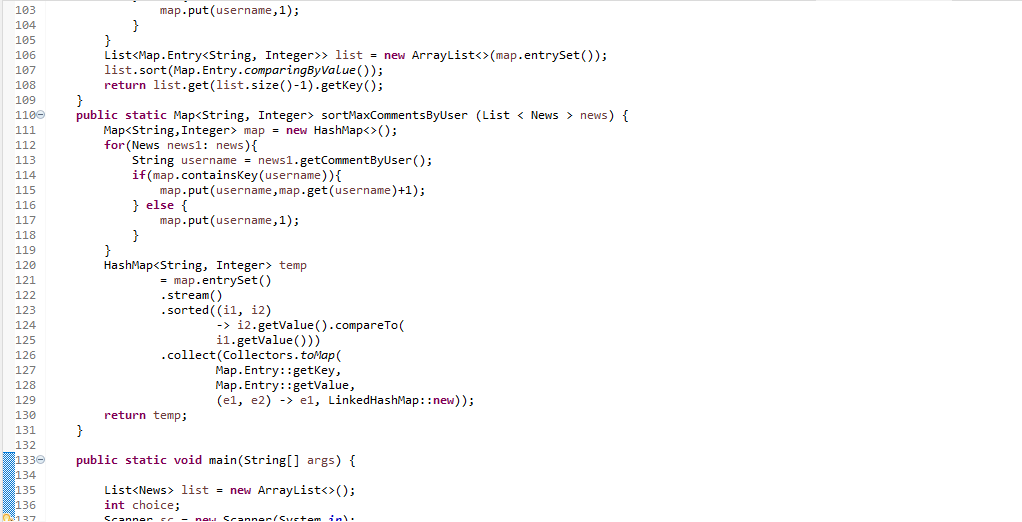 103 map.put(username,1);
104 }
105 }
106 List<Map.Entry<String, Integer>> list = new ArrayList<>(map.entrySet());
107 list.sort(Map.Entry.comparingByValue());
108 return list.get(list.size()-1).getKey();
109 }
110 public static Map<String, Integer> sortMaxCommentsByUser (List < News > news) {
111 Map<String,Integer> map = new HashMap<>();
112 for(News news1: news){
113 String username = news1.getCommentByUser();
114 if(map.containsKey(username)){
115 map.put(username,map.get(username)+1);
116 } else {
117 map.put(username,1);
118 }
119 }
120 HashMap<String, Integer> temp
121 = map.entrySet()
122 .stream()
123 .sorted((i1, i2)
124 -> i2.getValue().compareTo(
125 i1.getValue()))
126 .collect(Collectors.toMap(
127 Map.Entry::getKey,
128 Map.Entry::getValue,
129 (e1, e2) -> e1, LinkedHashMap::new));
130 return temp;
131 }
132
133 public static void main(String[] args) {
134
135 List<News> list = new ArrayList<>();
136 int choice;
137 Scanner sc = new Scanner(System.in);